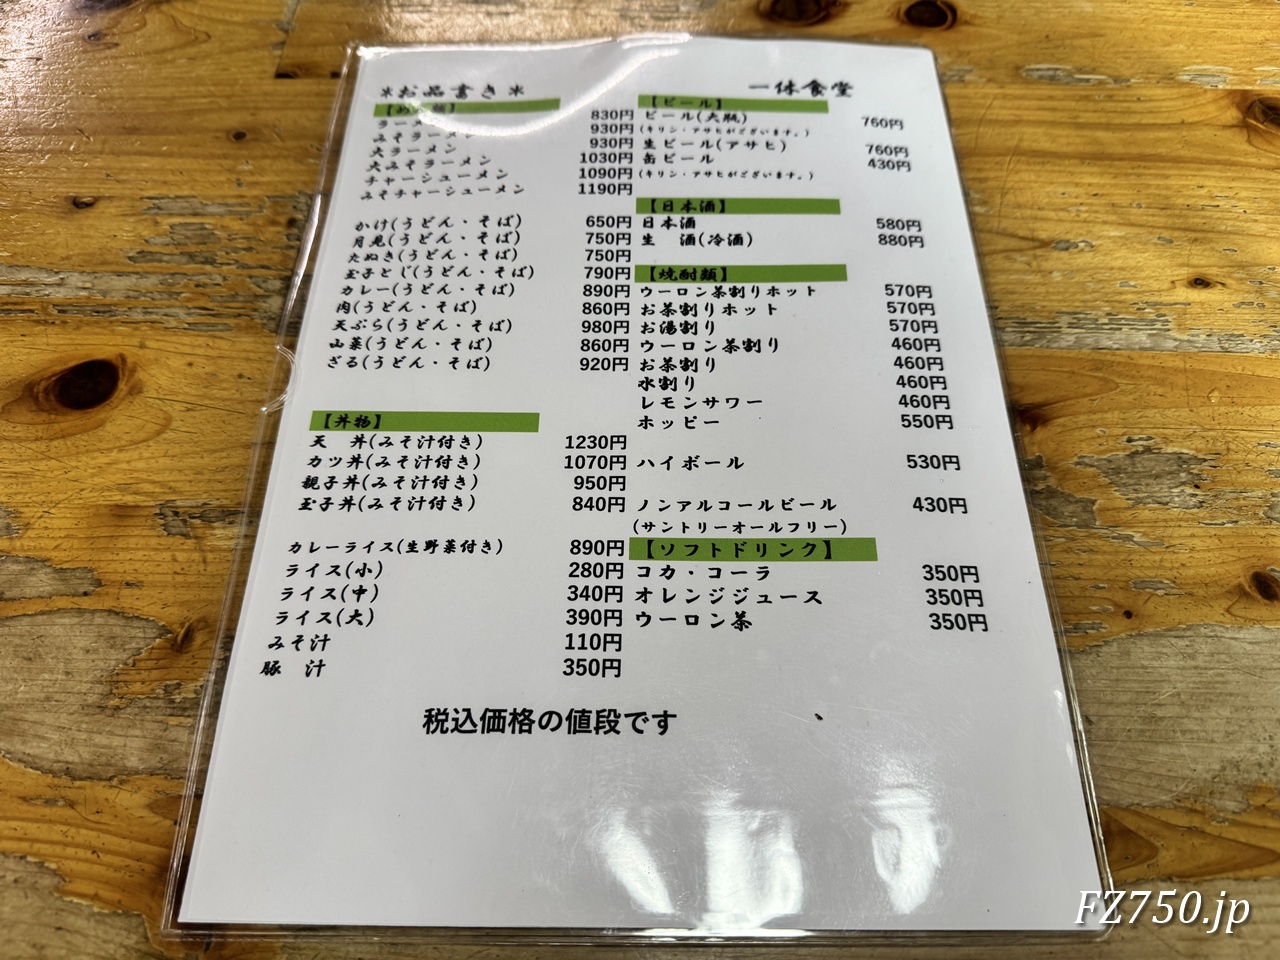 *お品書き*
一休食堂
【めん類】
ラーメン 830円
みそラーメン 930円
大ラーメン 930円
大みそラーメン 1030円
チャーシューメン 1090円
みそチャーシューメン 1190円
かけ(うどん・そば) 650円
月見(うどん・そば) 750円
たぬき(うどん・そば) 750円
玉子とじ(うどん・そば) 790円
カレー(うどん・そば) 890円
肉(うどん・そば) 860円
天ぷら(うどん・そば) 980円
山菜(うどん・そば) 860円
ざる(うどん・そば) 920円
【丼物】
天 丼(みそ汁付き) 1230円
カツ丼(みそ汁付き) 1070円
親子丼(みそ汁付き) 950円
玉子丼(みそ汁付き) 840円
カレーライス(生野菜付き) 890円
ライス(小) 280円
ライス(中) 340円
ライス(大) 390円
みそ汁 110円
豚 汁 350円
【ビール】
ビール(大瓶) 760円
(キリン・アサヒがございます。)
生ビール(アサヒ) 760円
缶ビール 430円
(キリン・アサヒがございます。)
【日本酒】
日本酒 580円
生 酒(冷酒) 880円
【焼酎類】
ウーロン茶割りホット 570円
お茶割りホット 570円
お湯割り 570円
ウーロン茶割り 460円
お茶割り 460円
水割り 460円
レモンサワー 460円
ホッピー 550円
ハイボール 530円
ノンアルコールビール 430円
(サントリーオールフリー)
【ソフトドリンク】
コカ・コーラ 350円
オレンジジュース 350円
ウーロン茶 350円
税込価格の値段です
FZ750.jp